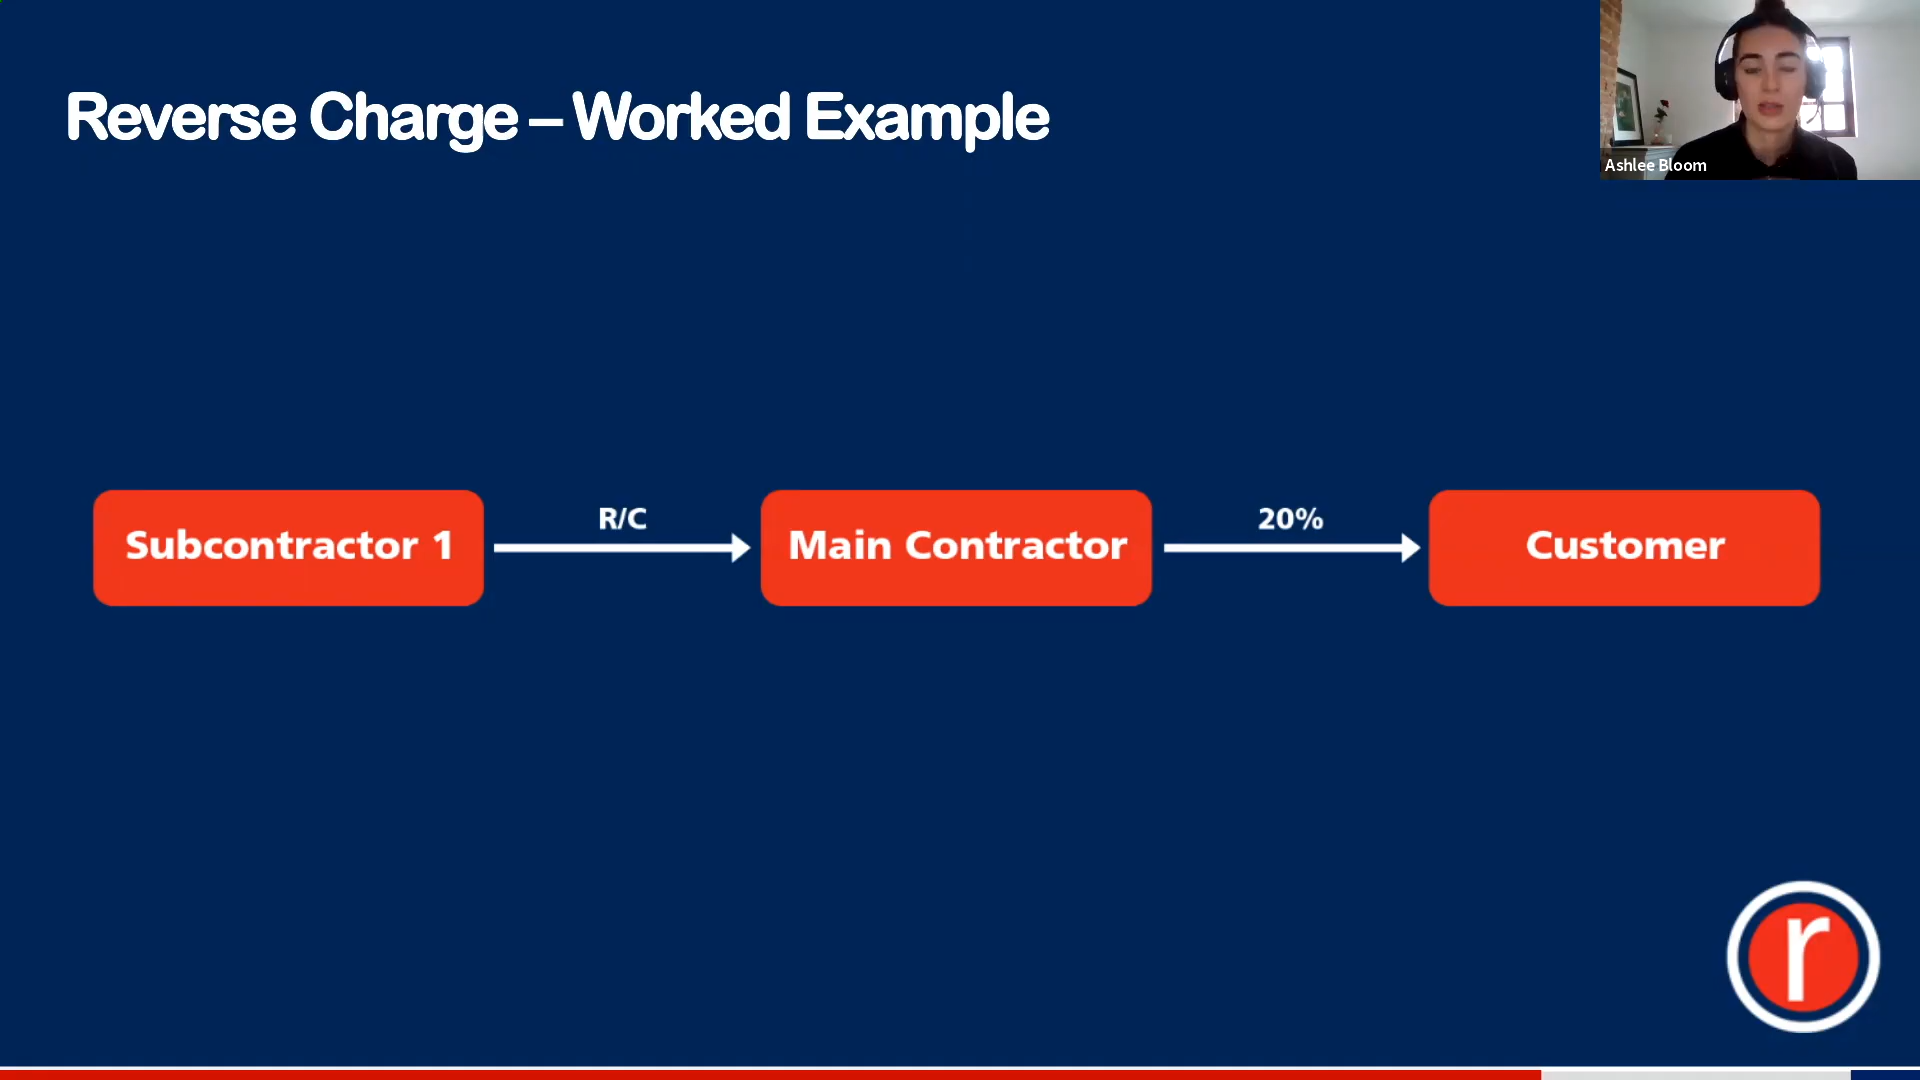 Reverse Charge – Worked Example
Ashlee Bloom
Subcontractor 1
R/C
Main Contractor
20%
Customer
r